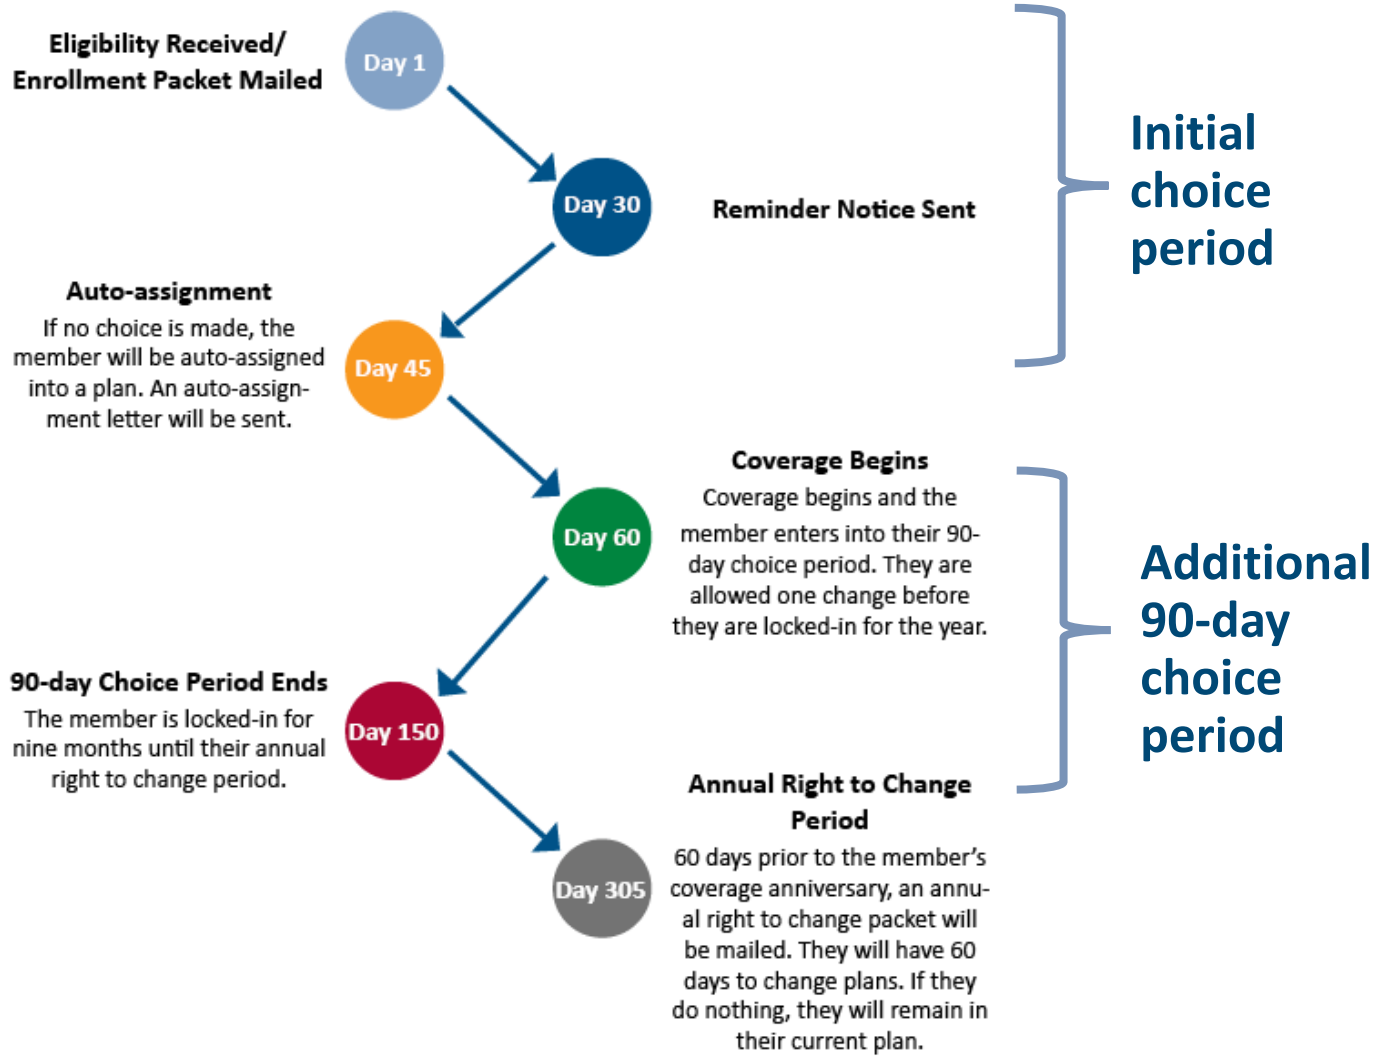 Eligibility Received/
Enrollment Packet Mailed
Day 1
Day 30
Reminder Notice Sent
Initial
choice
period
Auto-assignment
If no choice is made, the
member will be auto-assigned
into a plan. An auto-assign-
ment letter will be sent.
Day 45
Coverage Begins
Coverage begins and the
member enters into their 90-
day choice period. They are
allowed one change before
they are locked-in for the year.
Day 60
Additional
90-day
choice
period
90-day Choice Period Ends
The member is locked-in for
nine months until their annual
right to change period.
Day 150
Annual Right to Change
Period
60 days prior to the member’s
coverage anniversary, an annu-
al right to change packet will
be mailed. They will have 60
days to change plans. If they
do nothing, they will remain in
their current plan.
Day 305